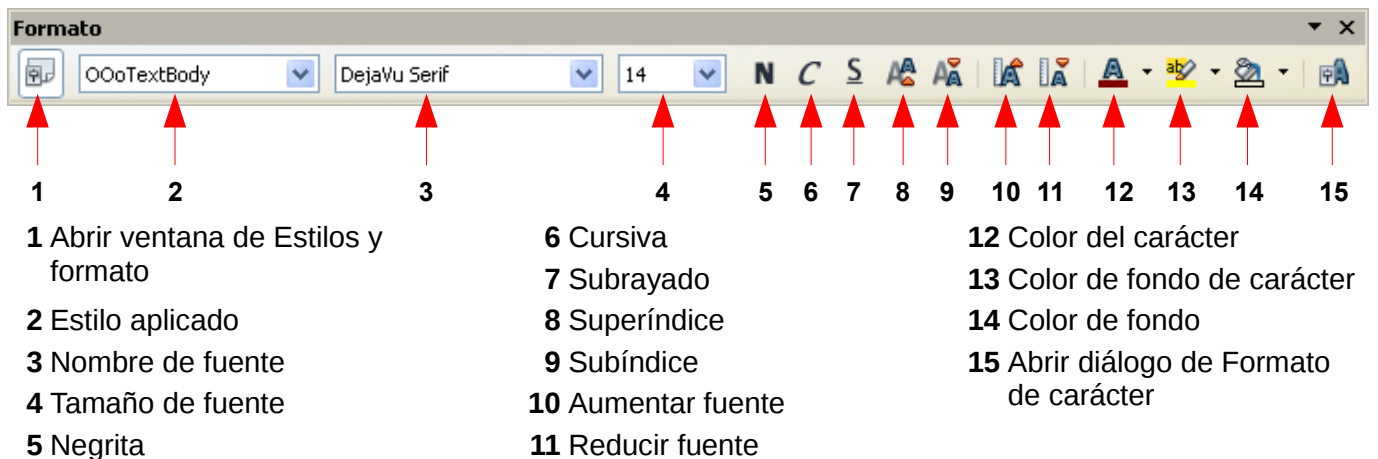 Formato
OOoTextBody DejaVu Serif 14 N C S
1 2 3 4 5 6 7 8 9 10 11 12 13 14 15
1 Abrir ventana de Estilos y
formato
2 Estilo aplicado
3 Nombre de fuente
4 Tamaño de fuente
5 Negrita
6 Cursiva
7 Subrayado
8 Superíndice
9 Subíndice
10 Aumentar fuente
11 Reducir fuente
12 Color del carácter
13 Color de fondo de carácter
14 Color de fondo
15 Abrir diálogo de Formato
de carácter